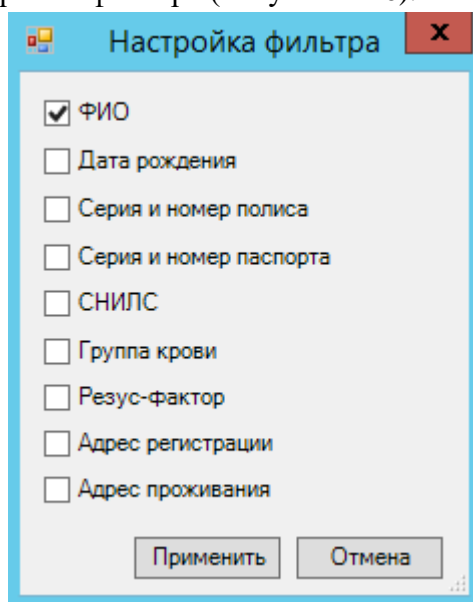 Настройка фильтра
ФИО
Дата рождения
Серия и номер полиса
Серия и номер паспорта
СНИЛС
Группа крови
Резус-фактор
Адрес регистрации
Адрес проживания
Применить Отмена